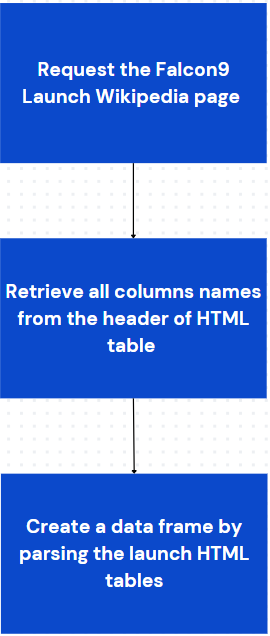 Request the Falcon9
Launch Wikipedia page
Retrieve all columns names
from the header of HTML
table
Create a data frame by
parsing the launch HTML
tables